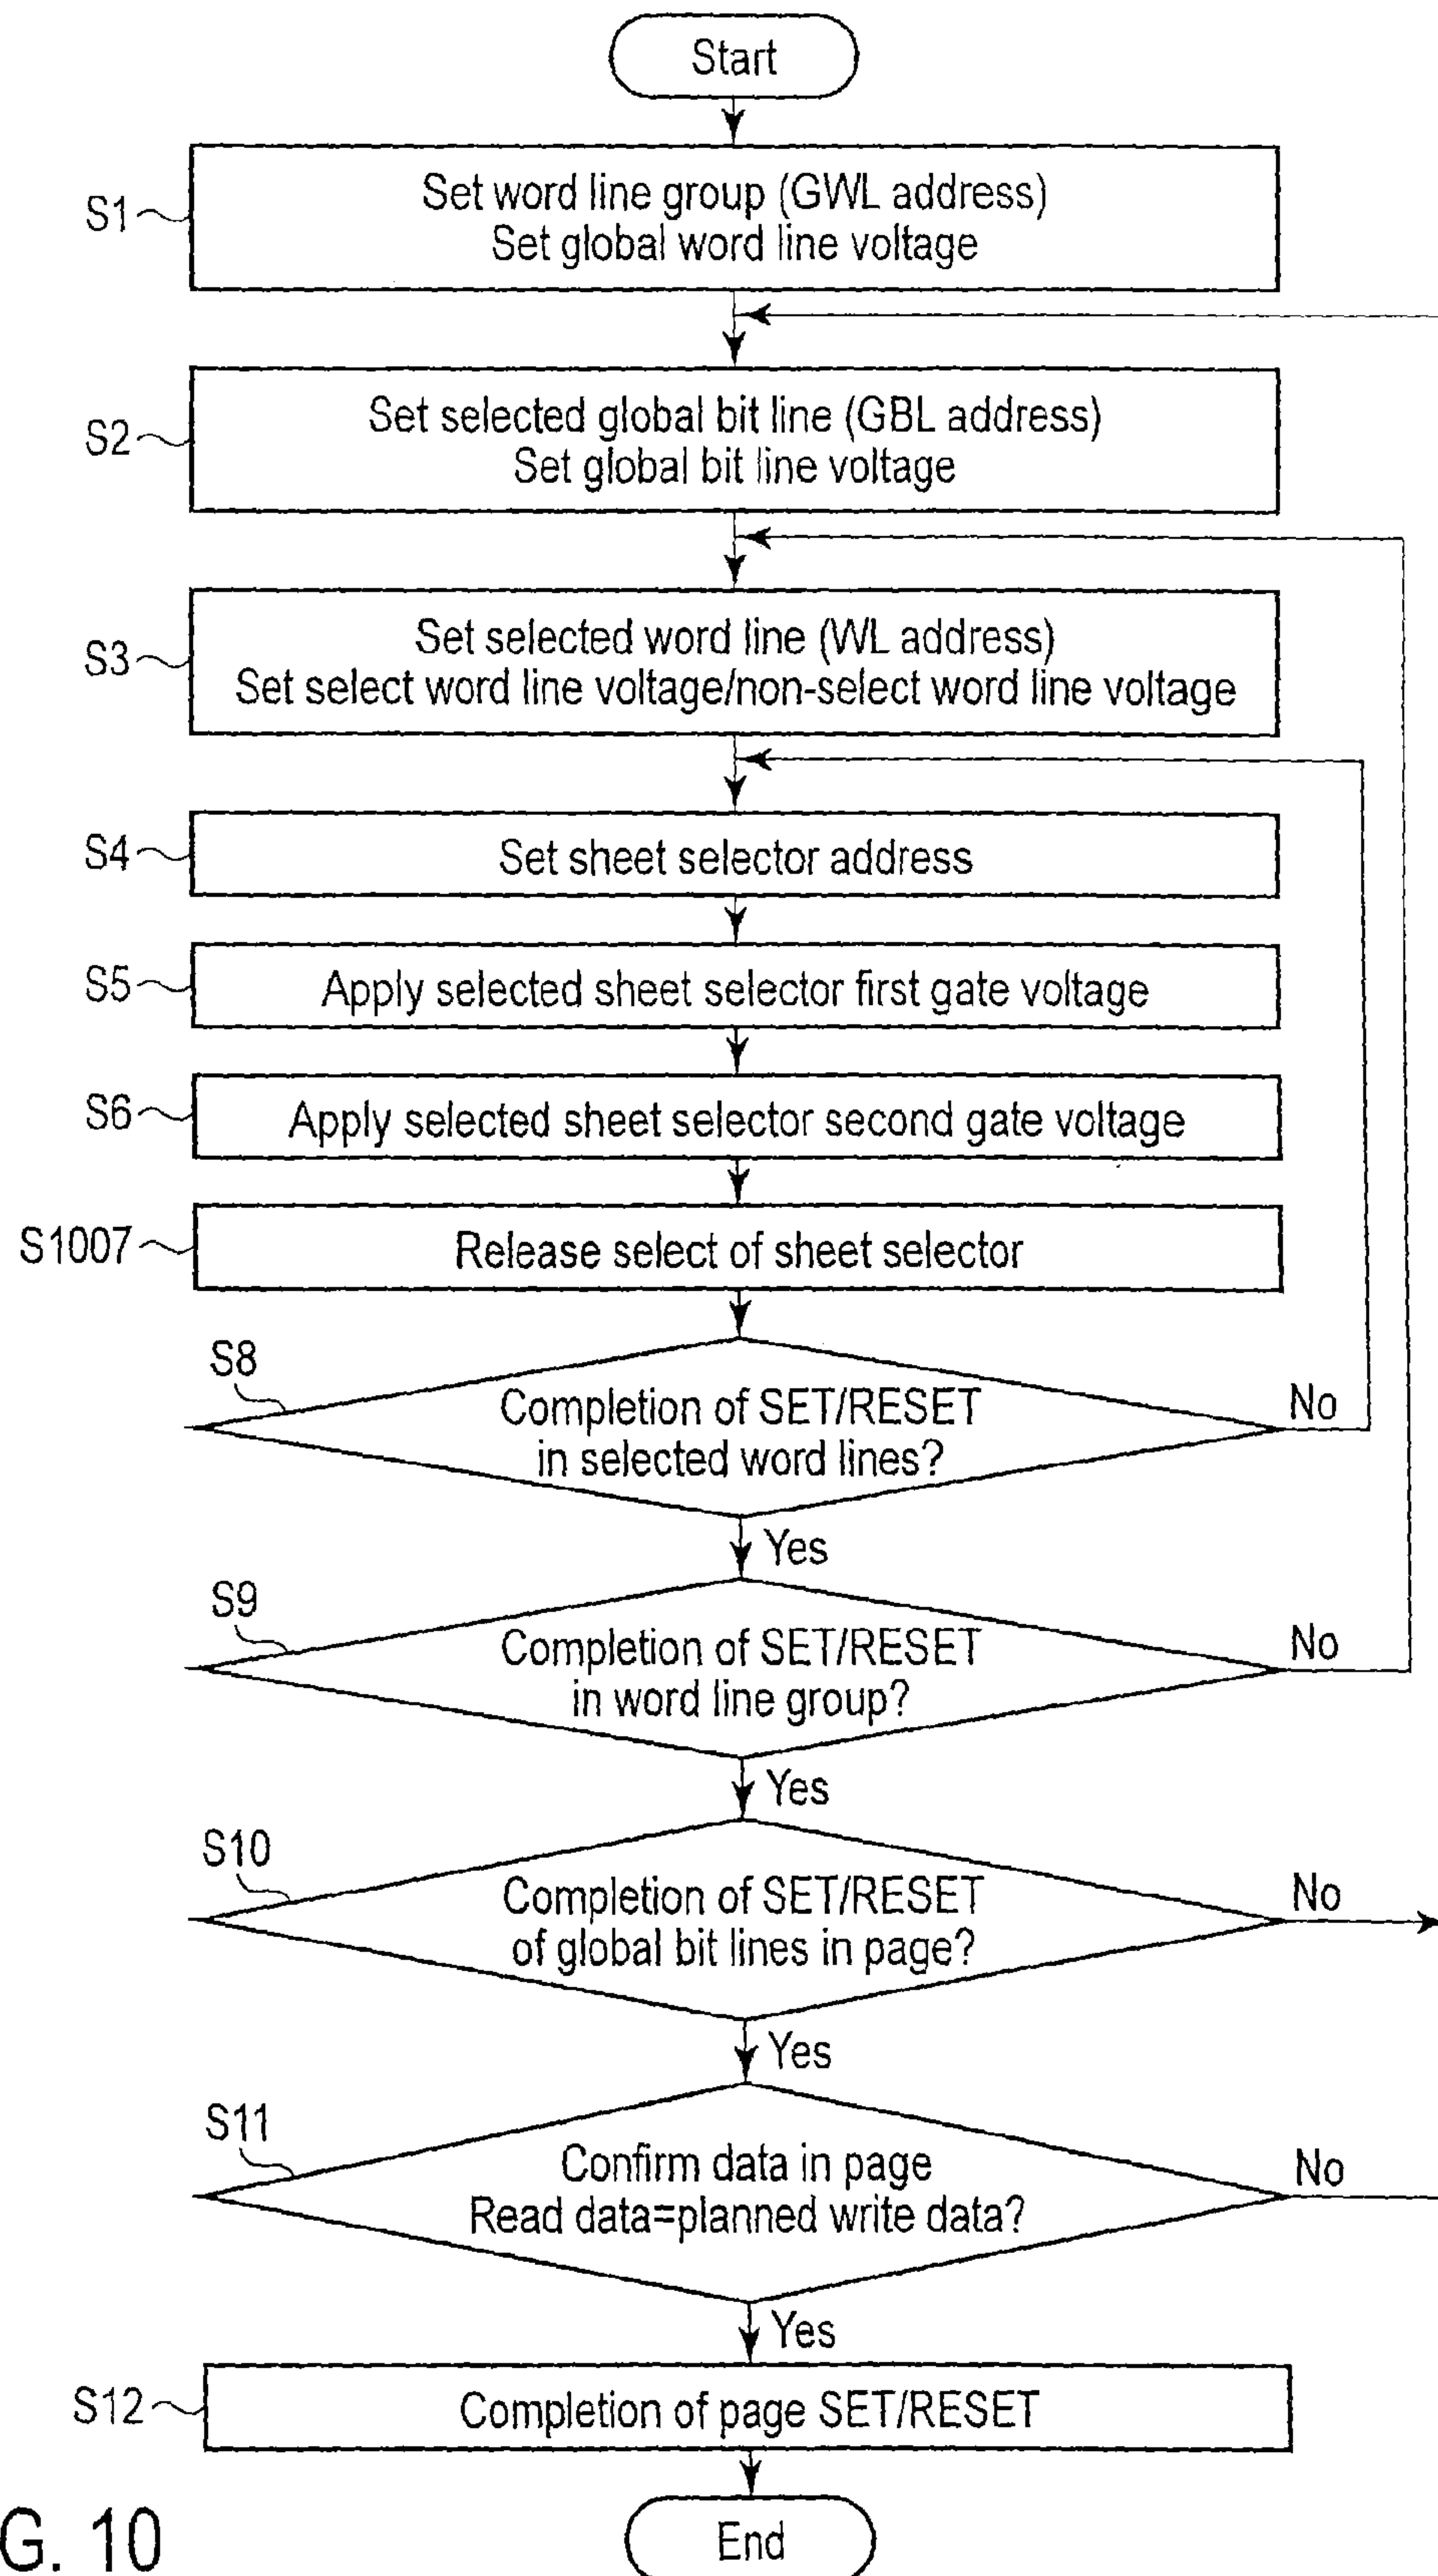 Start
S1
Set word line group (GWL address)
Set global word line voltage
S2
Set selected global bit line (GBL address)
Set global bit line voltage
S3
Set selected word line (WL address)
Set select word line voltage/non-select word line voltage
S4
Set sheet selector address
S5
Apply selected sheet selector first gate voltage
S6
Apply selected sheet selector second gate voltage
S1007
Release select of sheet selector
S8
Completion of SET/RESET
in selected word lines?
No
Yes
S9
Completion of SET/RESET
in word line group?
No
Yes
S10
Completion of SET/RESET
of global bit lines in page?
No
Yes
S11
Confirm data in page
Read data=planned write data?
No
Yes
S12
Completion of page SET/RESET
End
G. 10